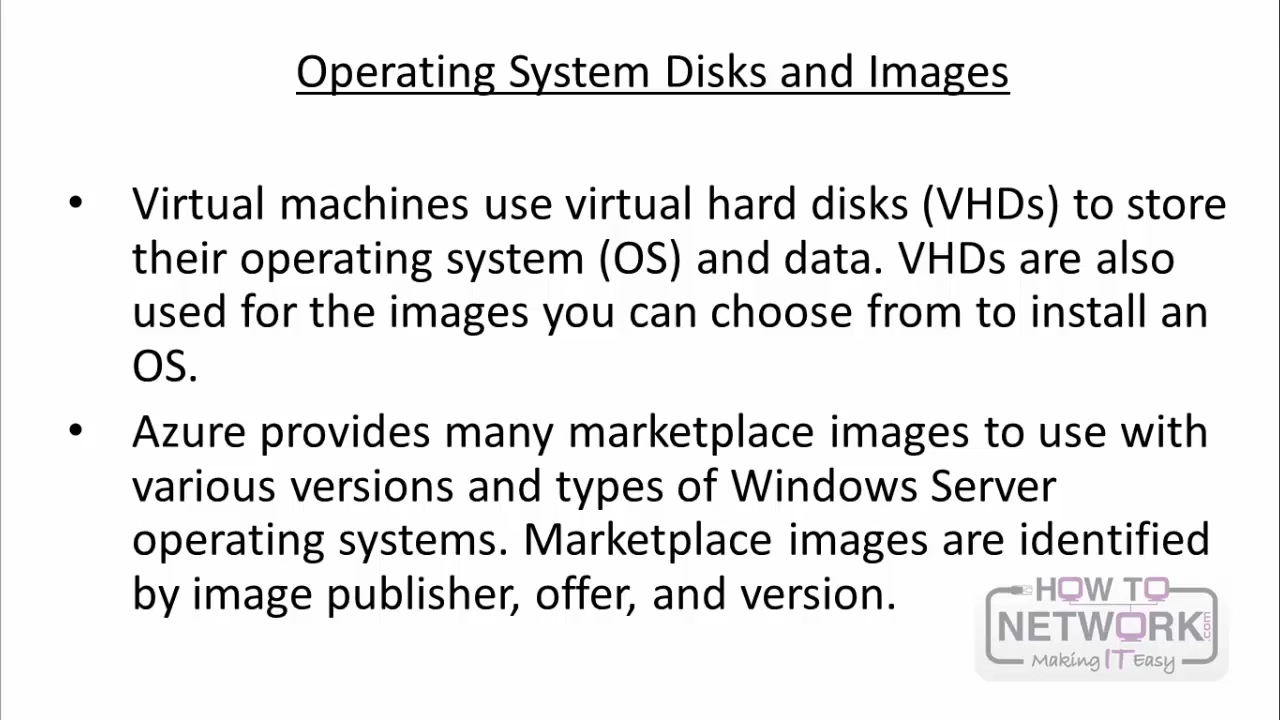 Operating System Disks and Images
• Virtual machines use virtual hard disks (VHDs) to store
their operating system (OS) and data. VHDs are also
used for the images you can choose from to install an
OS.
• Azure provides many marketplace images to use with
various versions and types of Windows Server
operating systems. Marketplace images are identified
by image publisher, offer, and version.
HOW TO
NETWORK.com
Making IT Easy